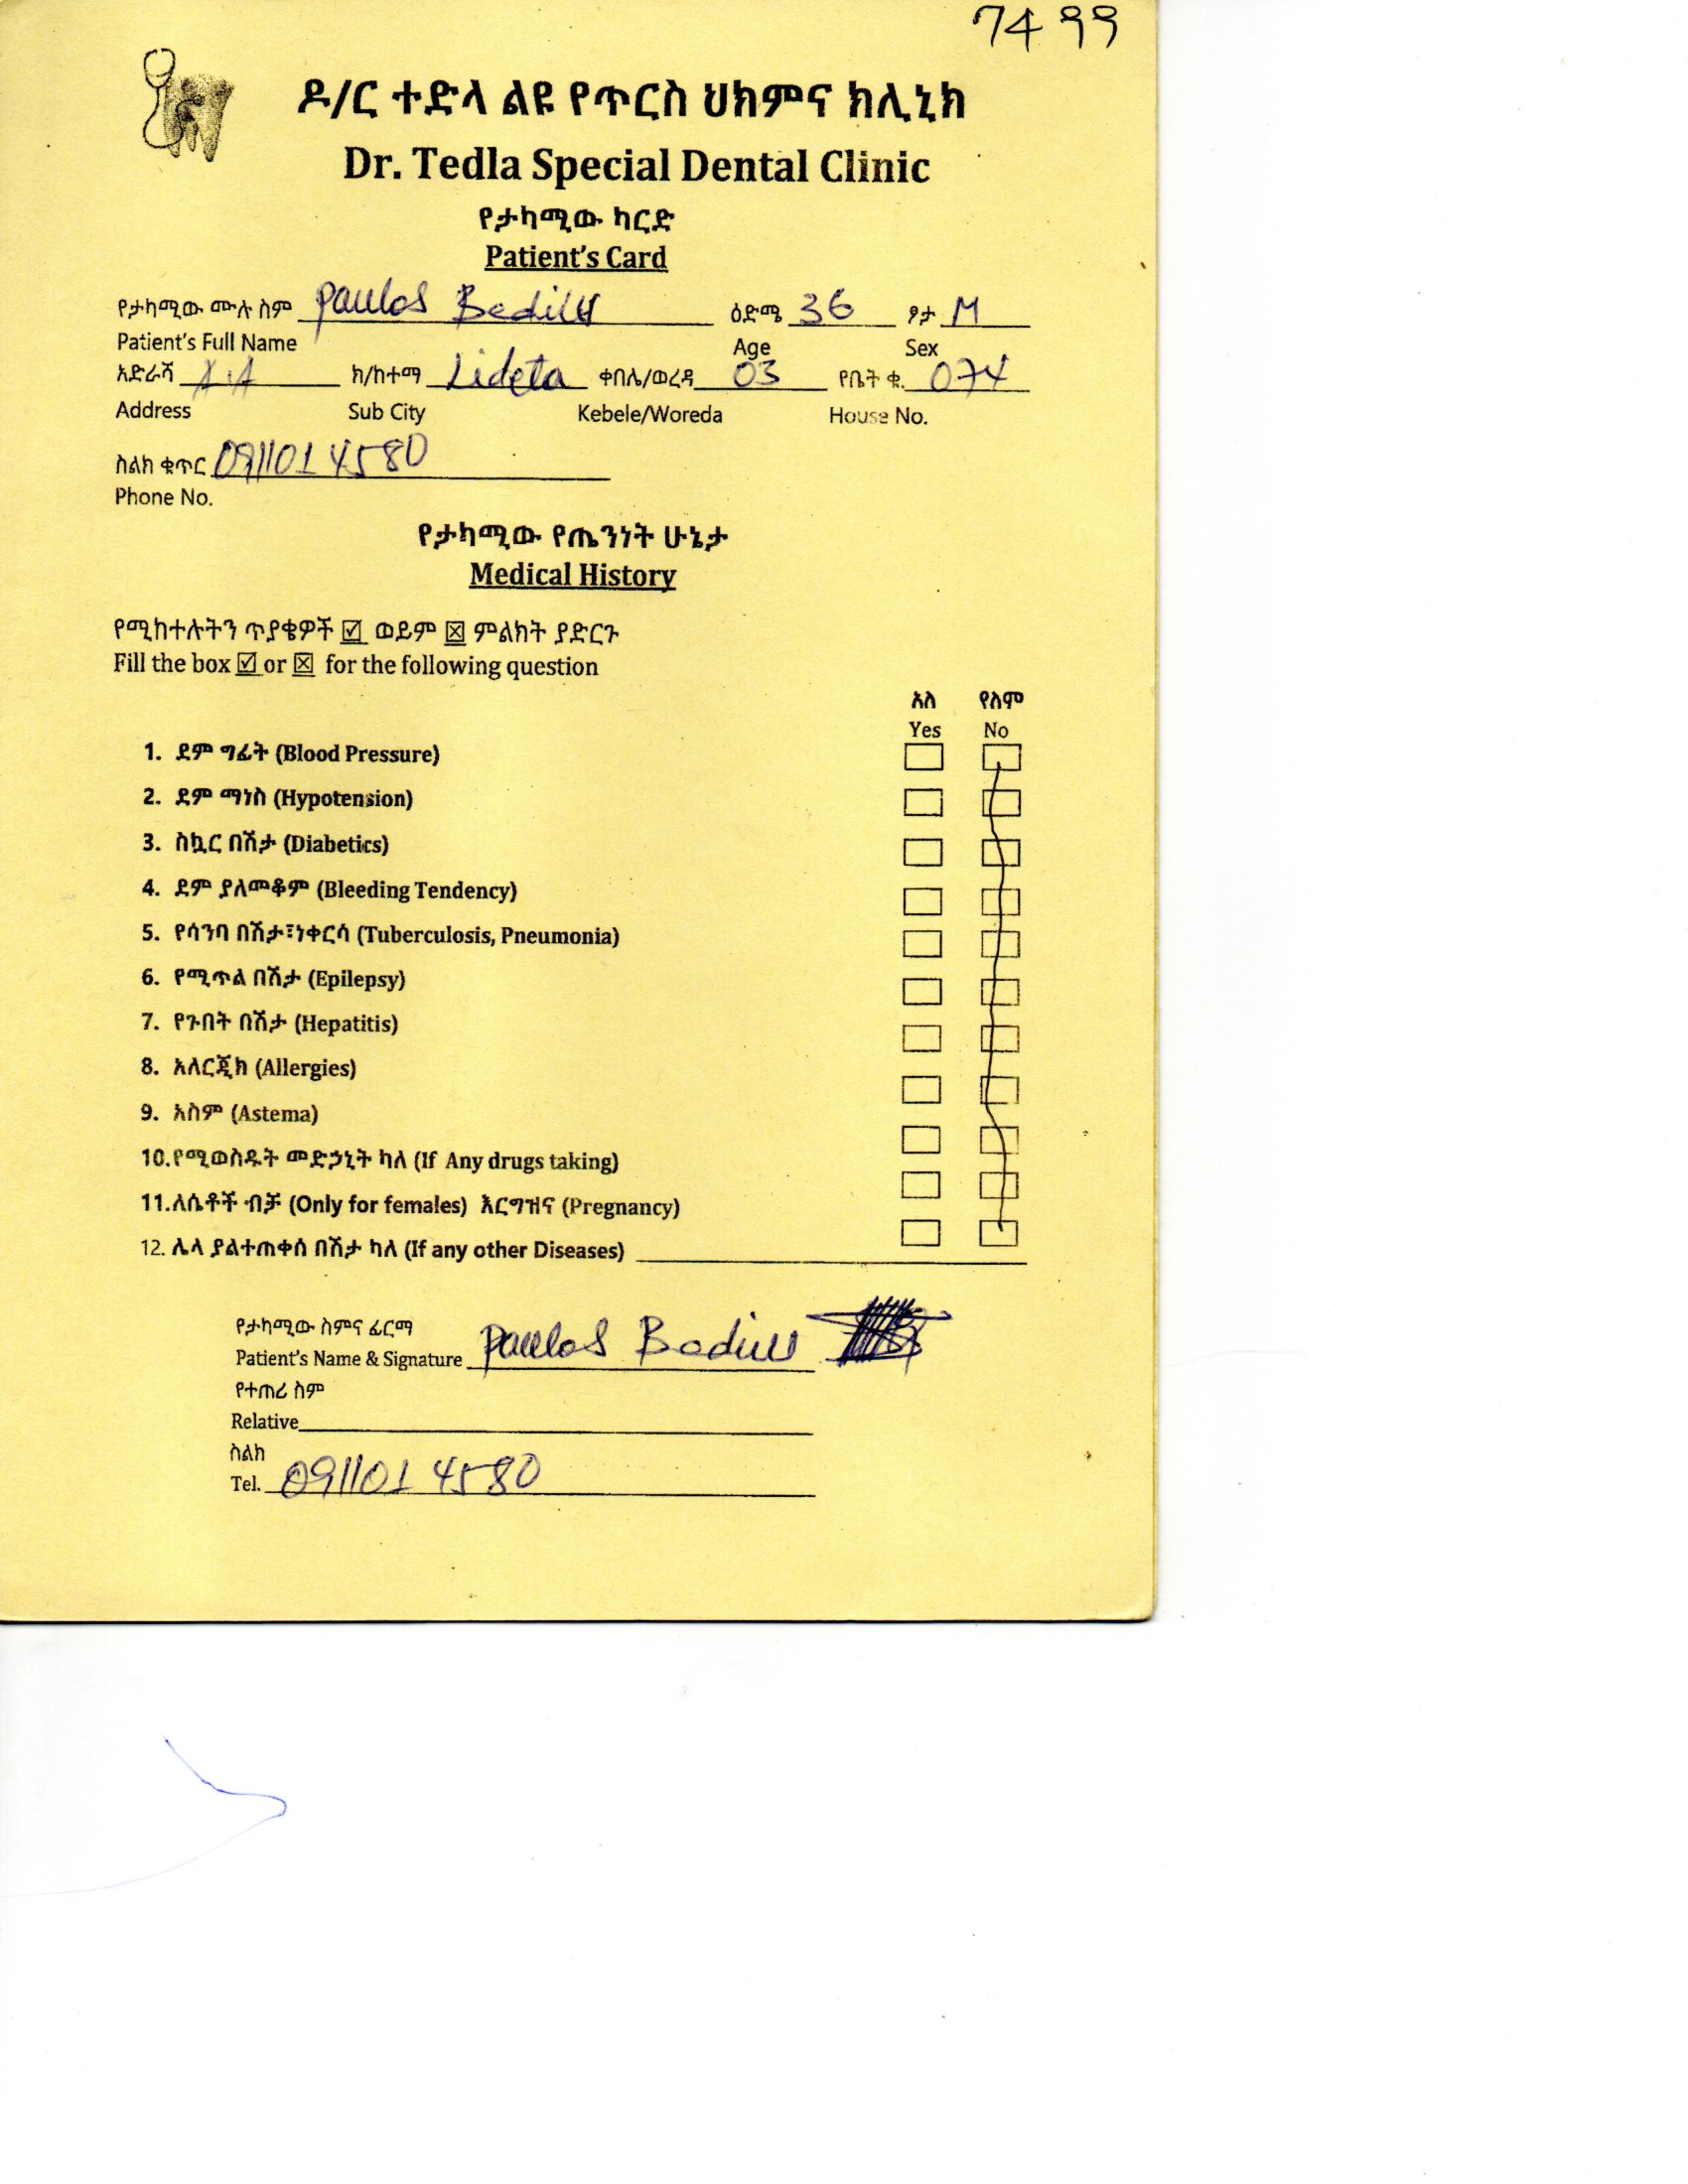 7499
ዶ/ር ተድላ ልዩ የጥርስ ህክምና ክሊኒክ
Dr. Tedla Special Dental Clinic
የታካሚው ካርድ
Patient's Card
የታካሚው ሙሉ ስም Paulos Bedilu ዕድሜ 36 ፆታ M
Patient's Full Name Age Sex
አድራሻ A.A ክ/ከተማ Lideta ቀበሌ/ወረዳ 03 የቤት ቁ. 074
Address Sub City Kebele/Woreda House No.
ስልክ ቁጥር 0911014580
Phone No.
የታካሚው የጤንነት ሁኔታ
Medical History
የሚከተሉትን ጥያቄዎች ☑ ወይም ☒ ምልክት ያድርጉ
Fill the box ☑ or ☒ for the following question
አለ የለም
Yes No
1. ደም ግፊት (Blood Pressure)
2. ደም ማነስ (Hypotension)
3. ስኳር በሽታ (Diabetics)
4. ደም ያለመቆም (Bleeding Tendency)
5. የሳንባ በሽታ፣ነቀርሳ (Tuberculosis, Pneumonia)
6. የሚጥል በሽታ (Epilepsy)
7. የጉበት በሽታ (Hepatitis)
8. አለርጂክ (Allergies)
9. አስም (Astema)
10.የሚወስዱት መድኃኒት ካለ (If Any drugs taking)
11.ለሴቶች ብቻ (Only for females) እርግዝና (Pregnancy)
12. ሌላ ያልተጠቀሰ በሽታ ካለ (If any other Diseases)
የታካሚው ስምና ፊርማ
Patient's Name & Signature Paulos Bedilu
የተጠሪ ስም
Relative
ስልክ
Tel. 0911014580